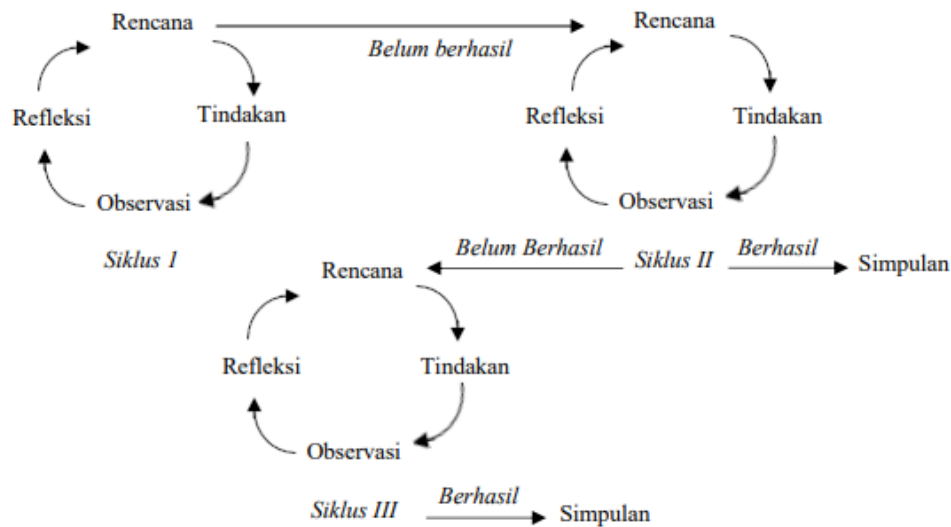 Rencana
Belum berhasil
Rencana
Refleksi
Tindakan
Refleksi
Tindakan
Observasi
Observasi
Siklus 1
Belum Berhasil
Siklus II
Berhasil
Simpulan
Rencana
Refleksi
Tindakan
Observasi
Siklus III
Berhasil
Simpulan